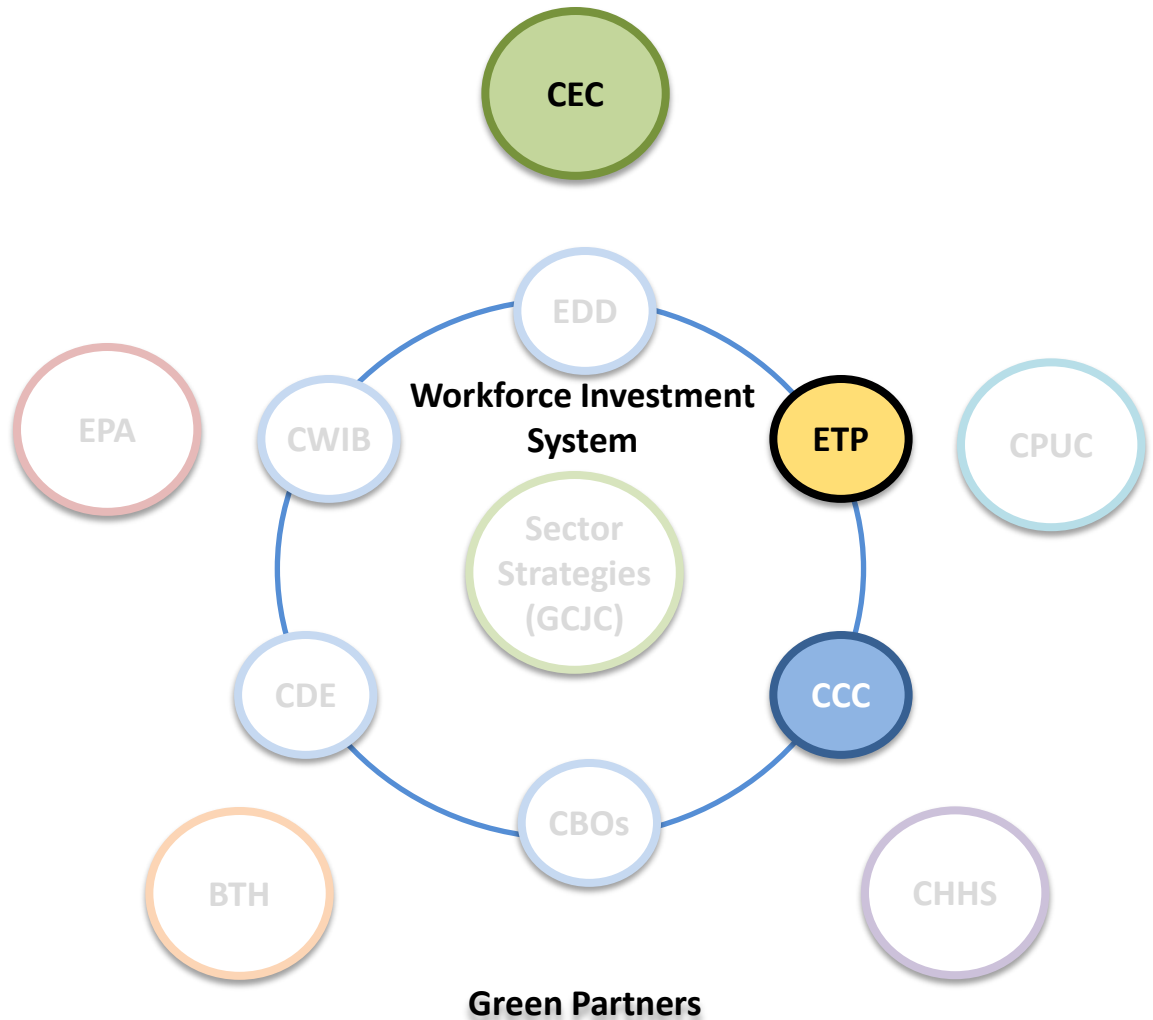 CEC
EDD
Workforce Investment
System
EPA
CWIB
ETP
CPUC
Sector
Strategies
(GCJC)
CDE
CCC
CBOs
BTH
CHHS
Green Partners